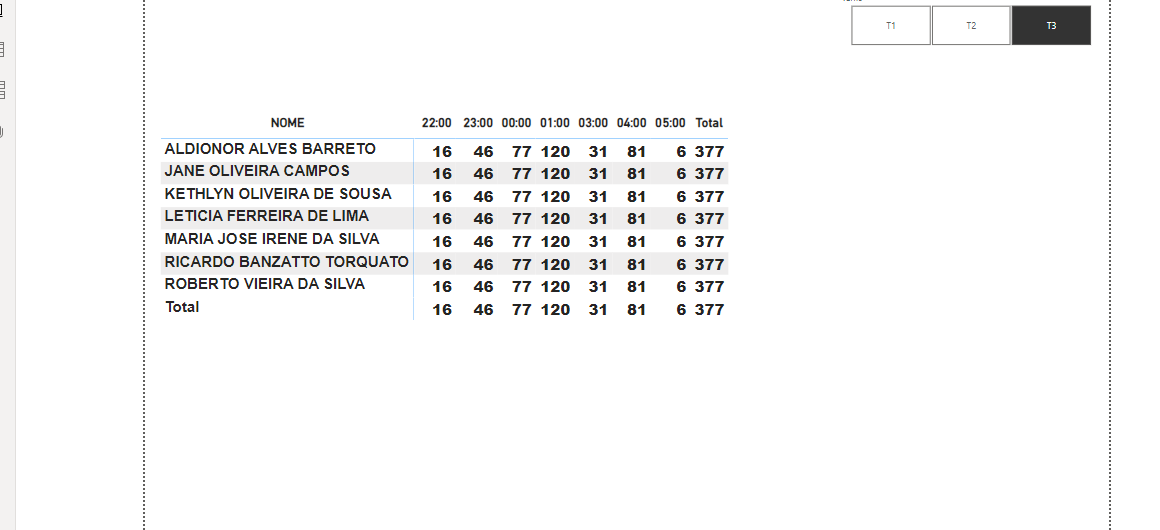 T1 T2 T3
NOME 22:00 23:00 00:00 01:00 03:00 04:00 05:00 Total
ALDIONOR ALVES BARRETO 16 46 77 120 31 81 6 377
JANE OLIVEIRA CAMPOS 16 46 77 120 31 81 6 377
KETHLYN OLIVEIRA DE SOUSA 16 46 77 120 31 81 6 377
LETICIA FERREIRA DE LIMA 16 46 77 120 31 81 6 377
MARIA JOSE IRENE DA SILVA 16 46 77 120 31 81 6 377
RICARDO BANZATTO TORQUATO 16 46 77 120 31 81 6 377
ROBERTO VIEIRA DA SILVA 16 46 77 120 31 81 6 377
Total 16 46 77 120 31 81 6 377